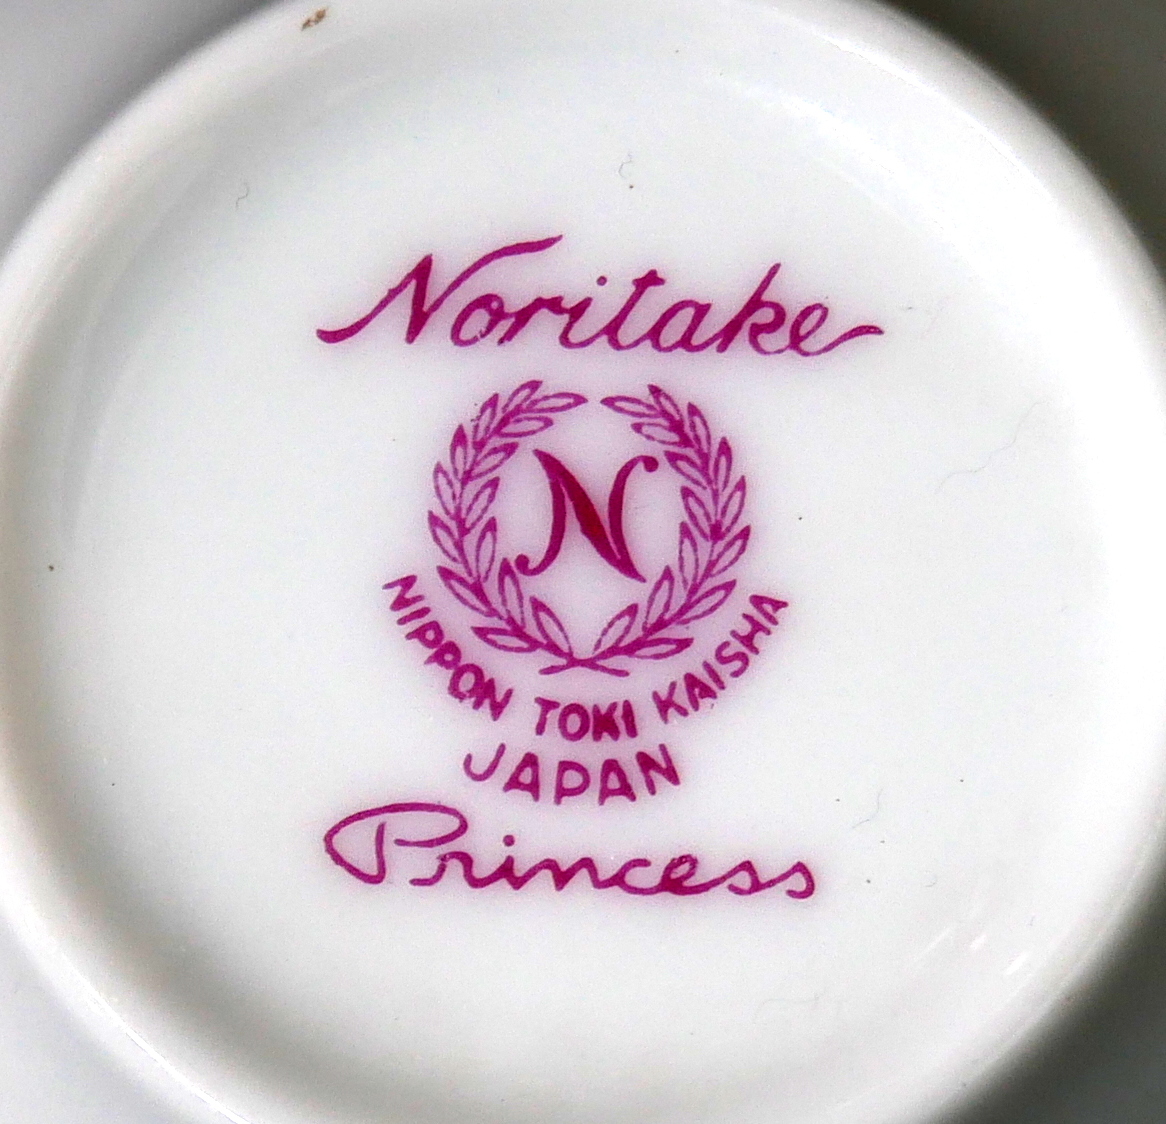 Noritake
N
NIPPON TOKI KAISHA
JAPAN
Princess